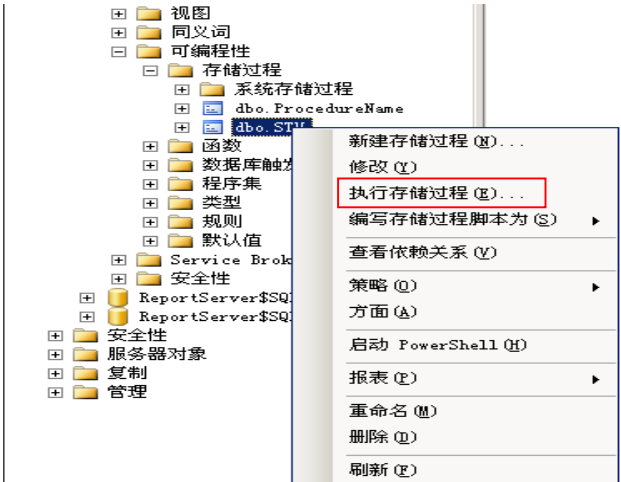 视图
同义词
可编程性
存储过程
系统存储过程
dbo.ProcedureName
dbo.STU
函数
数据库触发
程序集
类型
规则
默认值
Service Brok
安全性
ReportServer$SQ
ReportServer$SQ
安全性
服务器对象
复制
管理
新建存储过程(N)...
修改(Y)
执行存储过程(E)...
编写存储过程脚本为(S)
查看依赖关系(V)
策略(O)
方面(A)
启动 PowerShell(H)
报表(P)
重命名(M)
删除(D)
刷新(F)